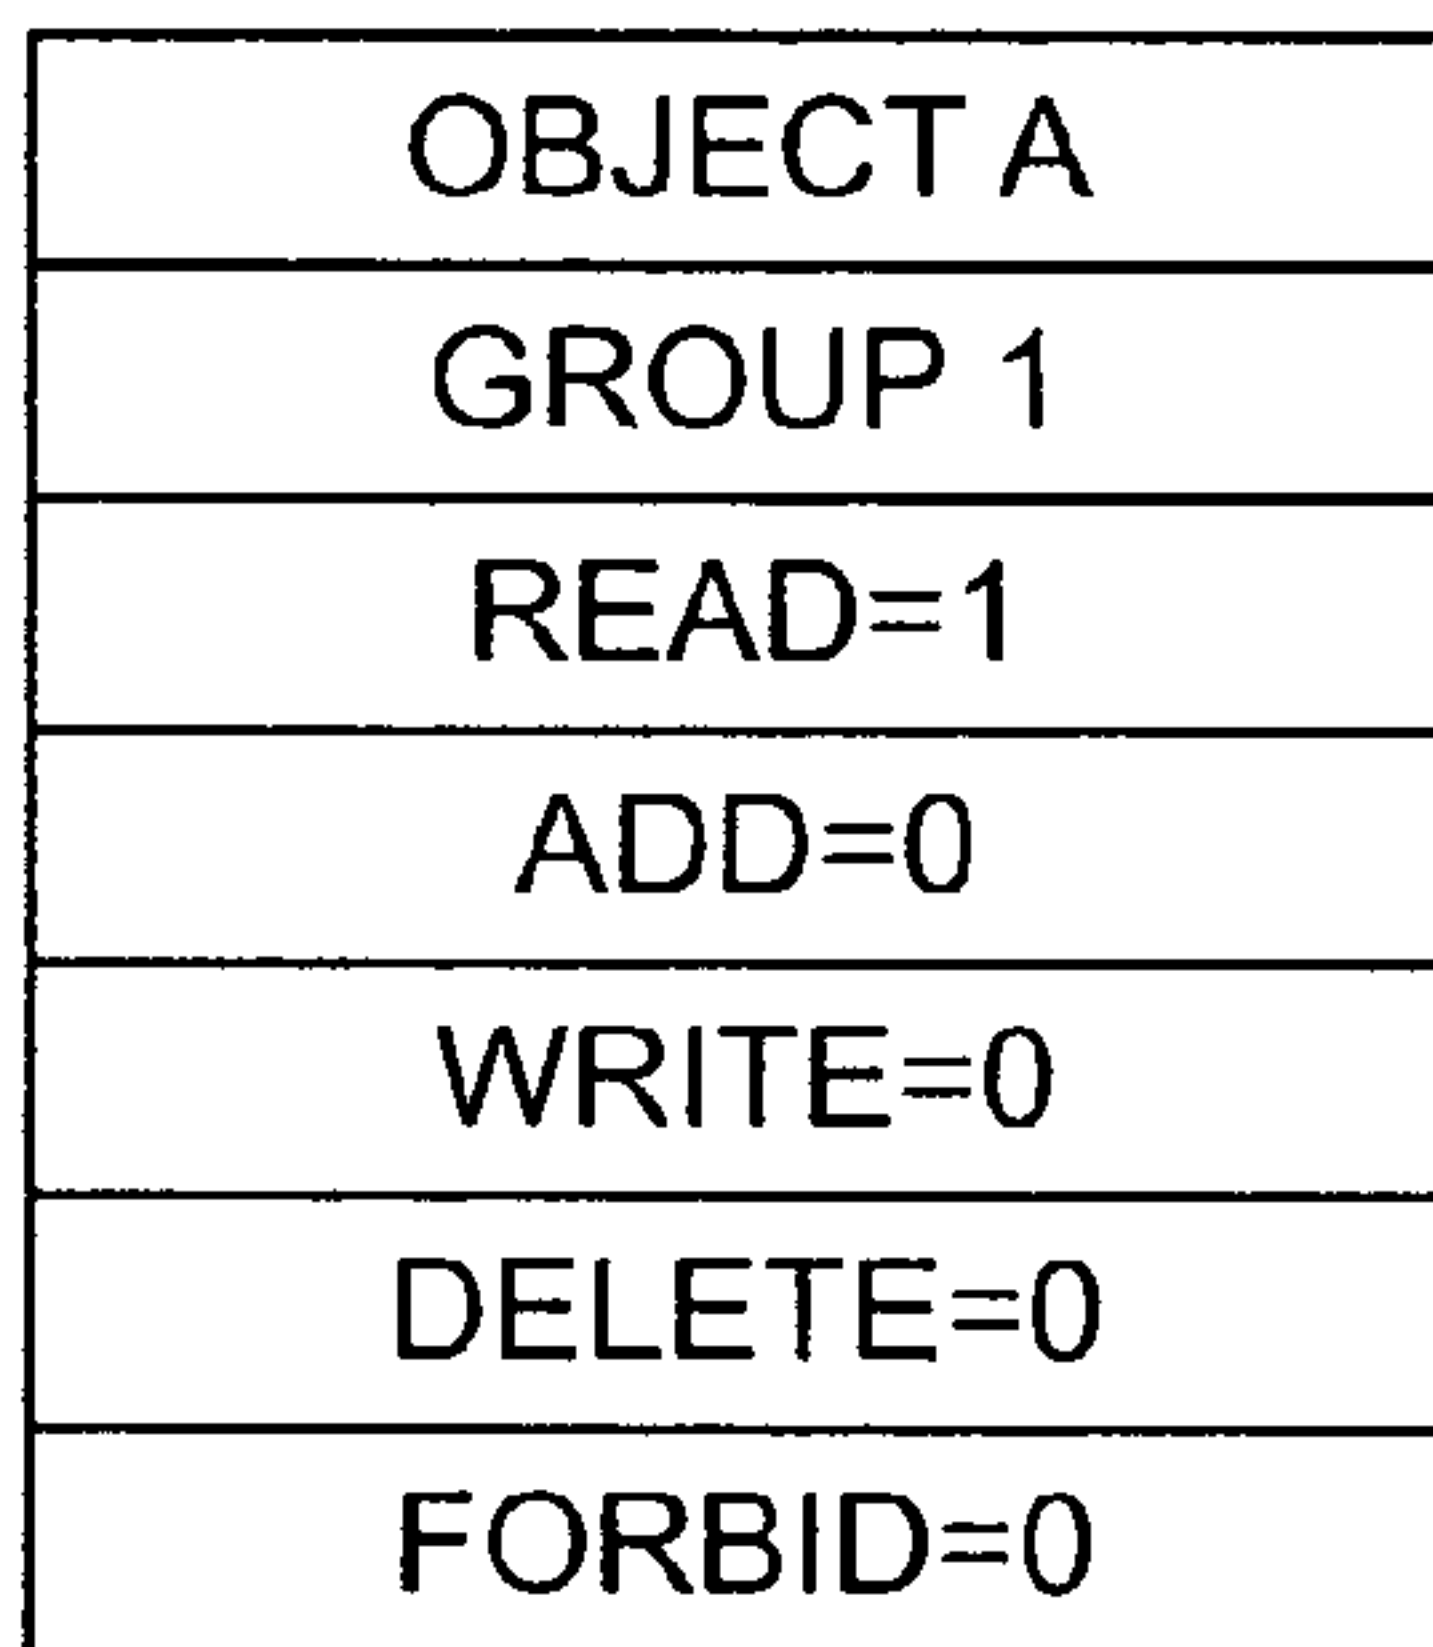 OBJECT A
GROUP 1
READ=1
ADD=0
WRITE=0
DELETE=0
FORBID=0